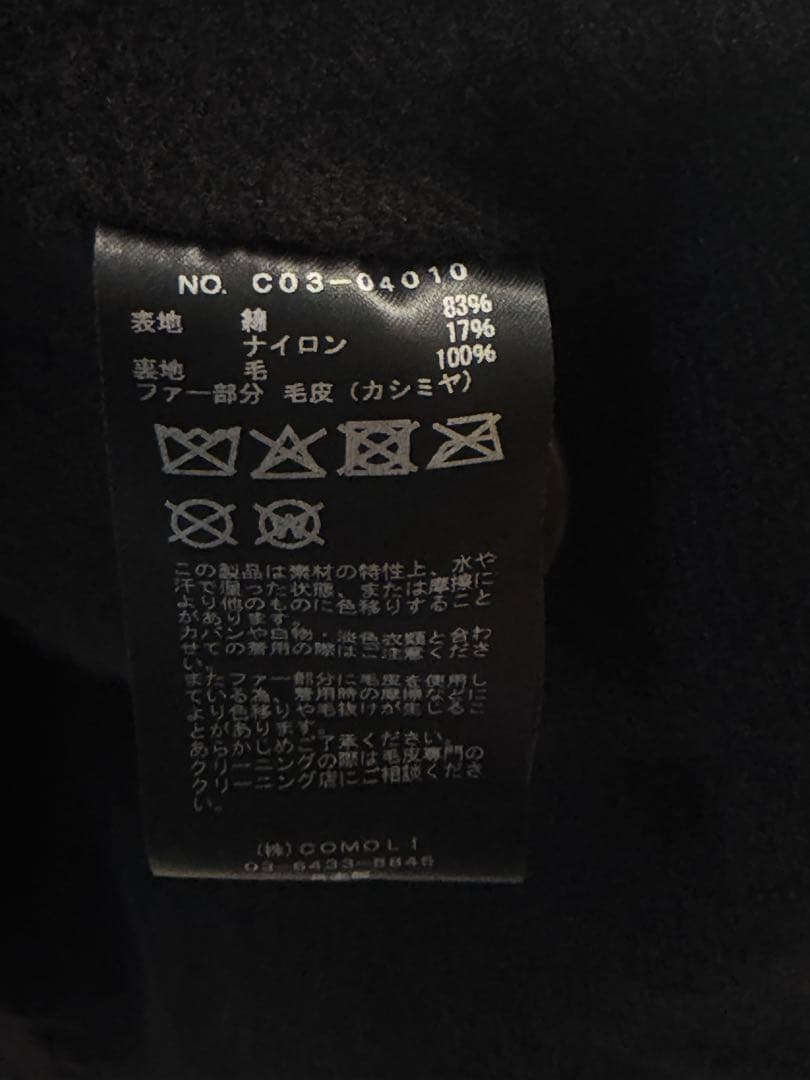 NO. C03-04010
表地 綿 83%
ナイロン 17%
裏地 毛 100%
ファー部分 毛皮(カシミヤ)
この製品は素材の特性上、水や
汗で湿った状態、または摩擦に
より他のものに色移りすること
があります。
カバンや白物・淡色衣類と合わ
せての着用の際はご注意くださ
い。
またファー部分に毛皮を使用し
ている為、着用時の摩擦などに
より色移りや毛抜けが生じるこ
とがあります。
あらかじめご了承ください。
クリーニングの際は毛皮専門の
クリーニング店にご相談くださ
い。
(株)COMOLI
03-6433-5845